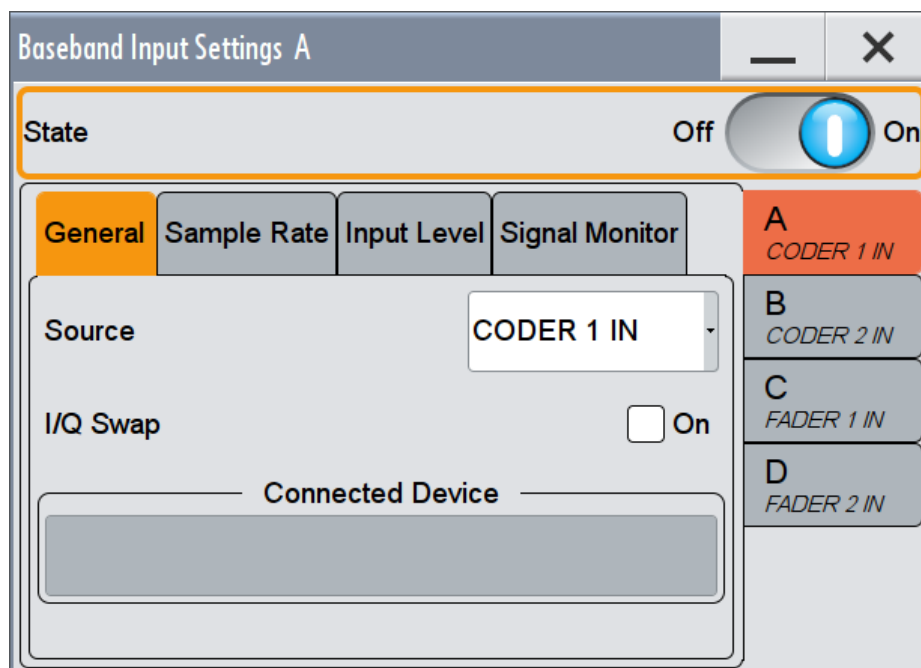 Baseband Input Settings A
State Off On
General Sample Rate Input Level Signal Monitor
Source CODER 1 IN
I/Q Swap On
Connected Device
A
CODER 1 IN
B
CODER 2 IN
C
FADER 1 IN
D
FADER 2 IN